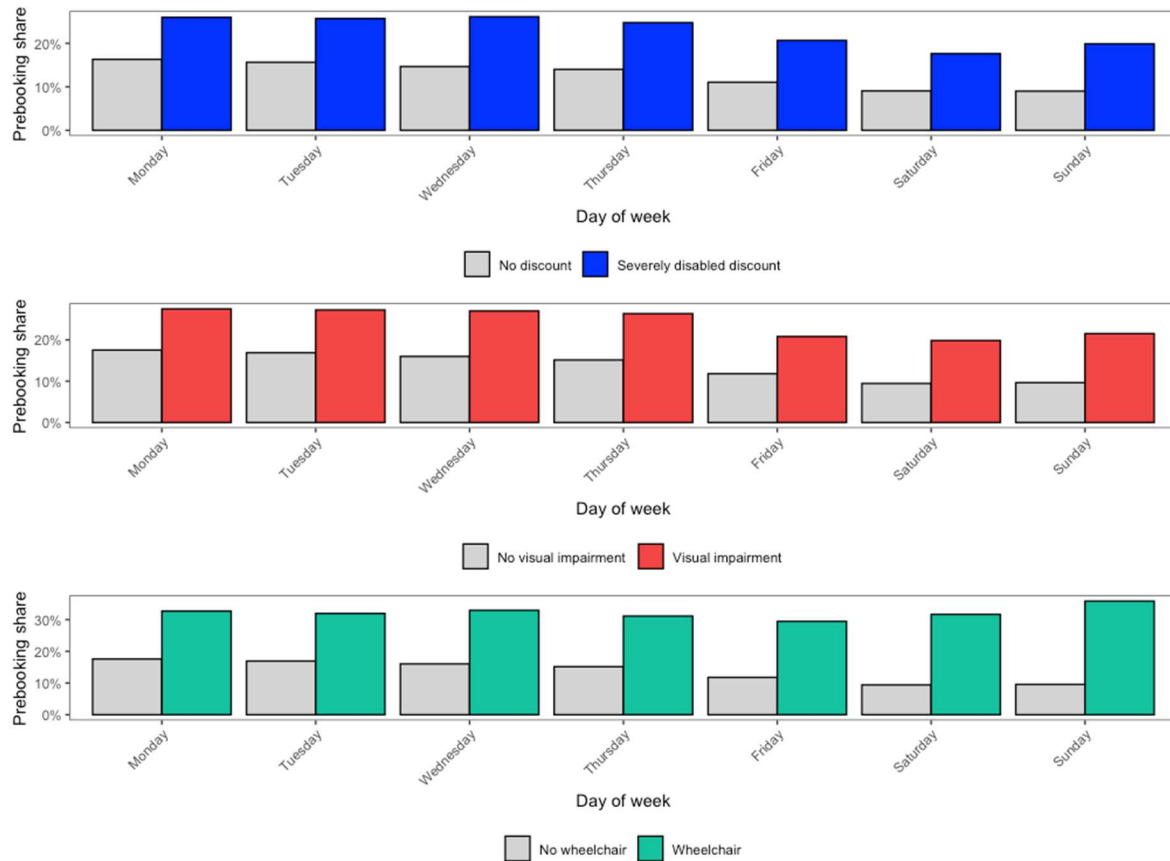 Prebooking share
20%
10%
0%
Monday
Tuesday
Wednesday
Thursday
Friday
Saturday
Sunday
Day of week
No discount
Severely disabled discount
Prebooking share
20%
10%
0%
Monday
Tuesday
Wednesday
Thursday
Friday
Saturday
Sunday
Day of week
No visual impairment
Visual impairment
Prebooking share
30%
20%
10%
0%
Monday
Tuesday
Wednesday
Thursday
Friday
Saturday
Sunday
Day of week
No wheelchair
Wheelchair